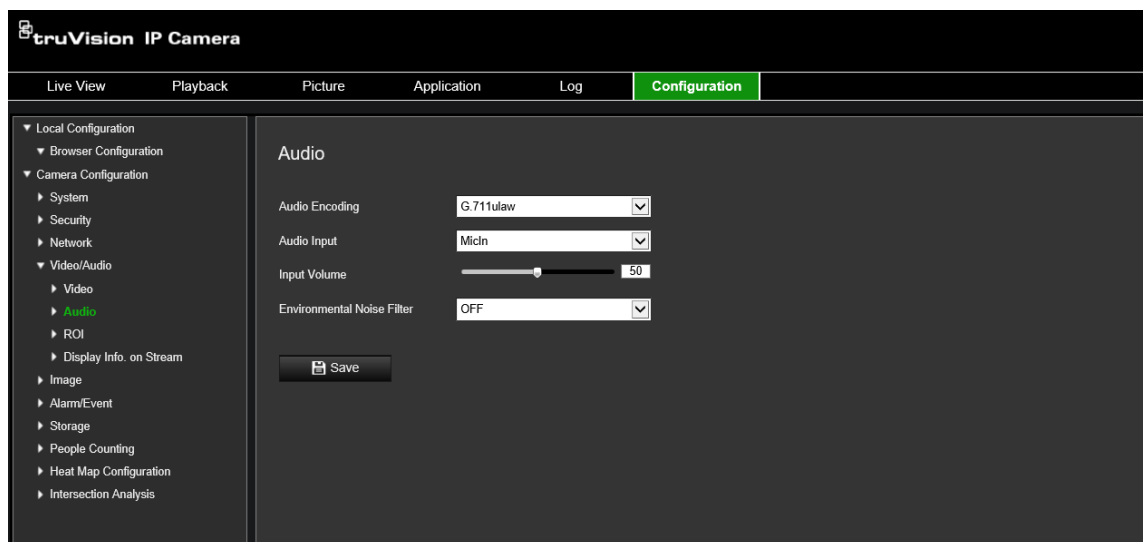 truVision IP Camera
Live View Playback Picture Application Log Configuration
Local Configuration
Browser Configuration
Camera Configuration
System
Security
Network
Video/Audio
Video
Audio
ROI
Display Info. on Stream
Image
Alarm/Event
Storage
People Counting
Heat Map Configuration
Intersection Analysis
Audio
Audio Encoding G.711ulaw
Audio Input MicIn
Input Volume 50
Environmental Noise Filter OFF
Save